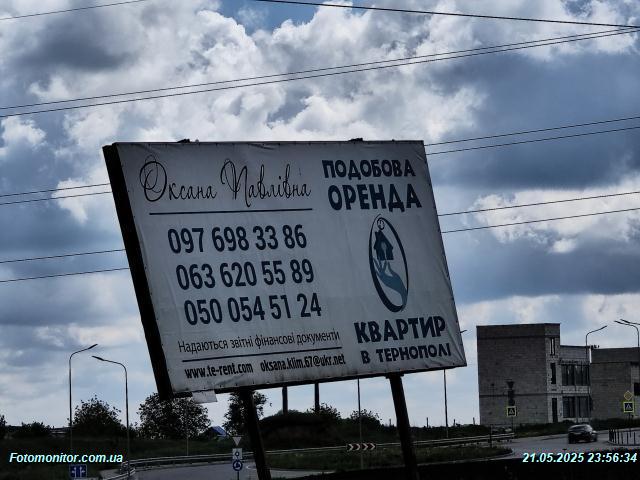 Оксана Павлівна
097 698 33 86
063 620 55 89
050 054 51 24
Надаються звітні фінансові документи
www.te-rent.com oksana.klim.67@ukr.net
ПОДОБОВА
ОРЕНДА
КВАРТИР
В ТЕРНОПОЛІ
Fotomonitor.com.ua
21.05.2025 23:56:34